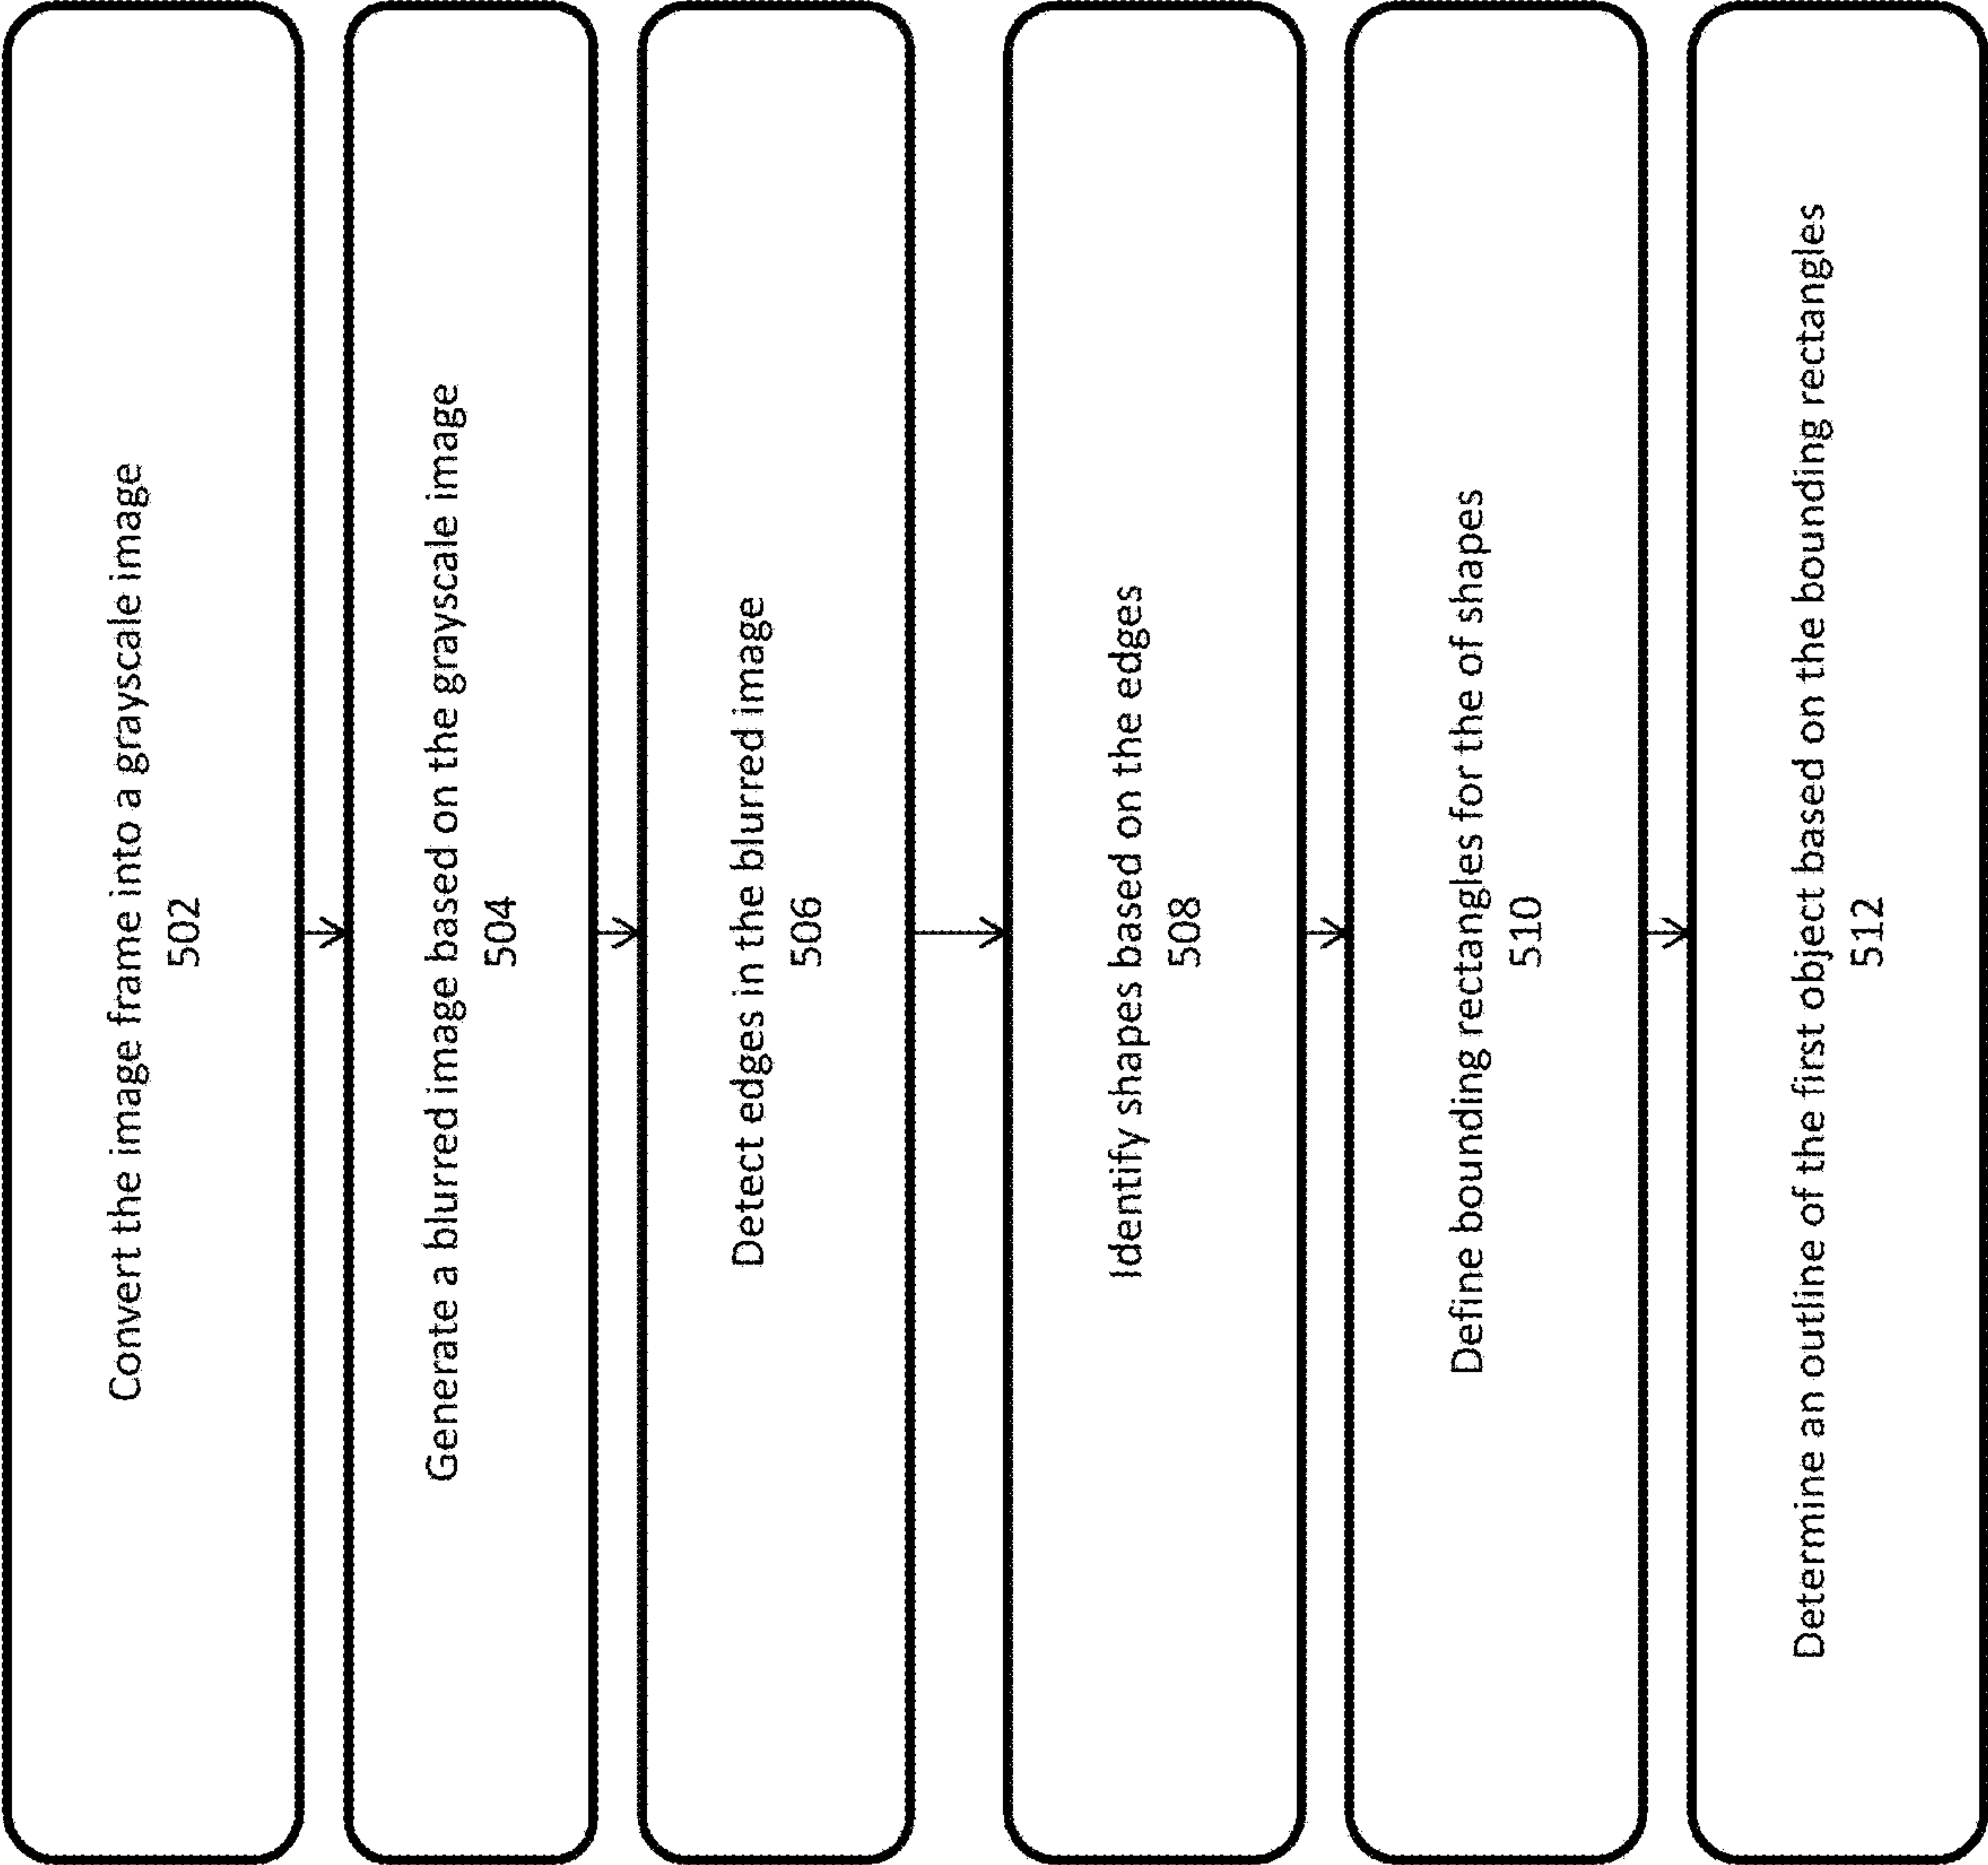 Convert the image frame into a grayscale image
502
Generate a blurred image based on the grayscale image
504
Detect edges in the blurred image
506
Identify shapes based on the edges
508
Define bounding rectangles for the of shapes
510
Determine an outline of the first object based on the bounding rectangles
512